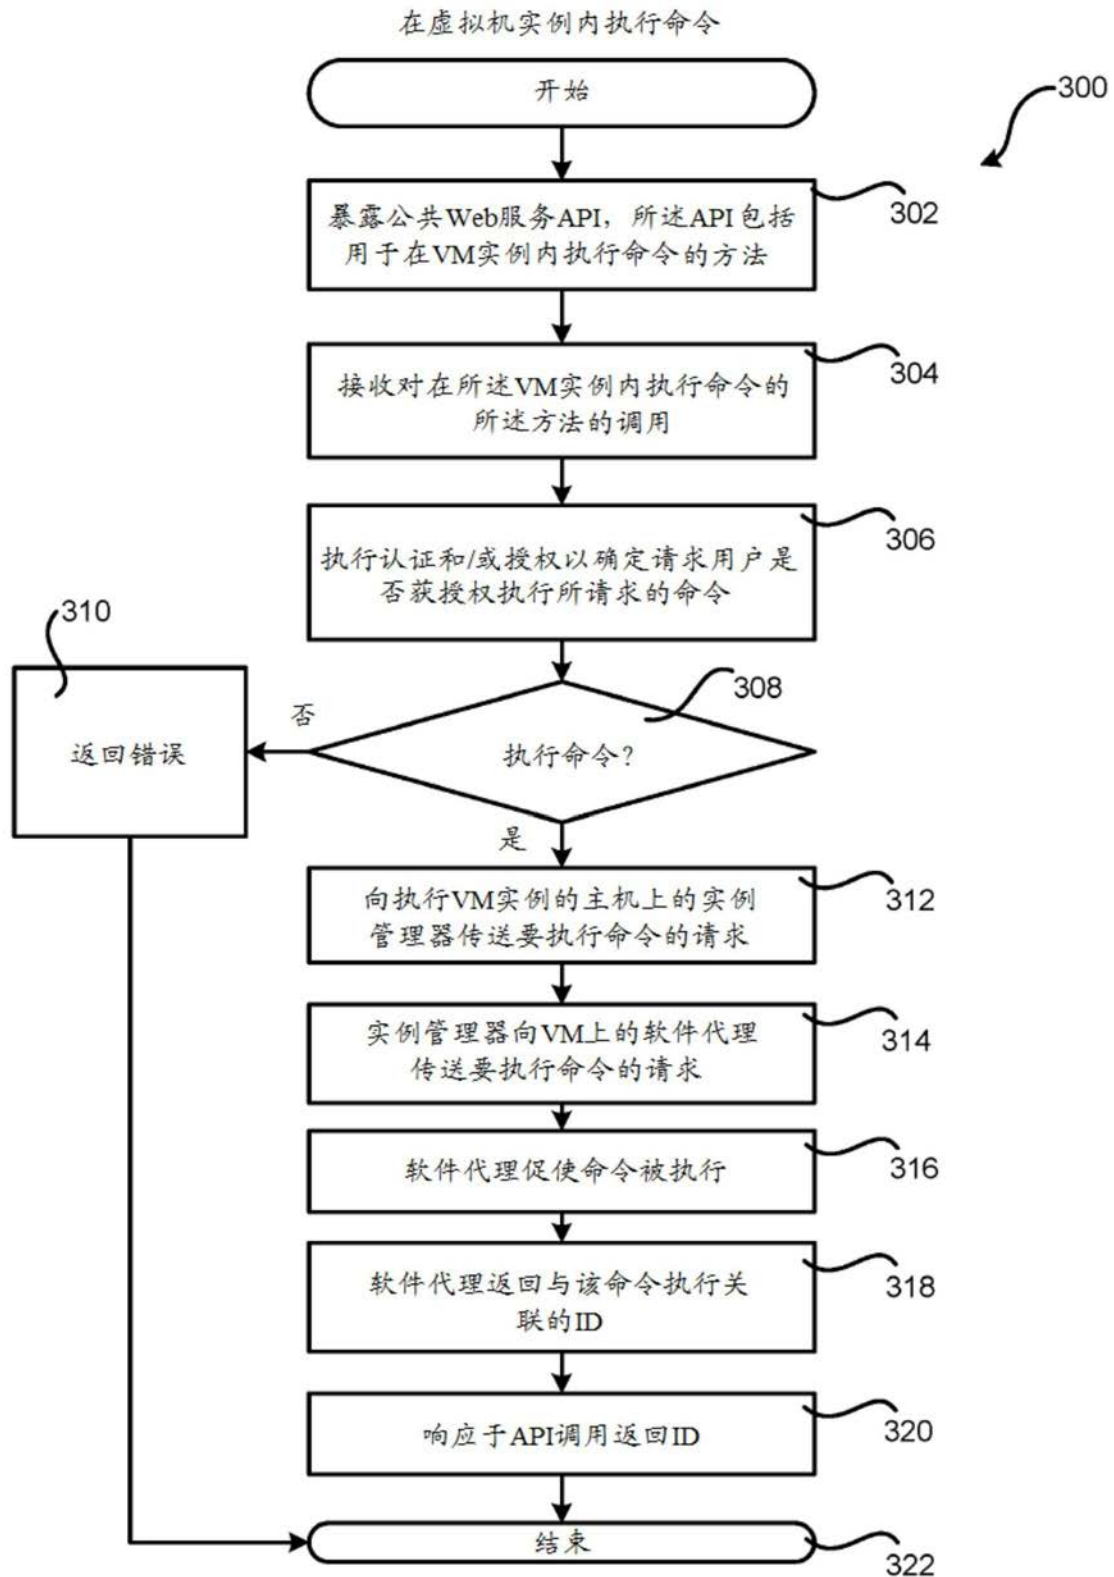 在虚拟机实例内执行命令
开始
300
暴露公共Web服务API，所述API包括
用于在VM实例内执行命令的方法
302
接收对在所述VM实例内执行命令的
所述方法的调用
304
执行认证和/或授权以确定请求用户是
否获授权执行所请求的命令
306
执行命令？
308
否
返回错误
310
是
向执行VM实例的主机上的实例
管理器传送要执行命令的请求
312
实例管理器向VM上的软件代理
传送要执行命令的请求
314
软件代理促使命令被执行
316
软件代理返回与该命令执行关
联的ID
318
响应于API调用返回ID
320
结束
322